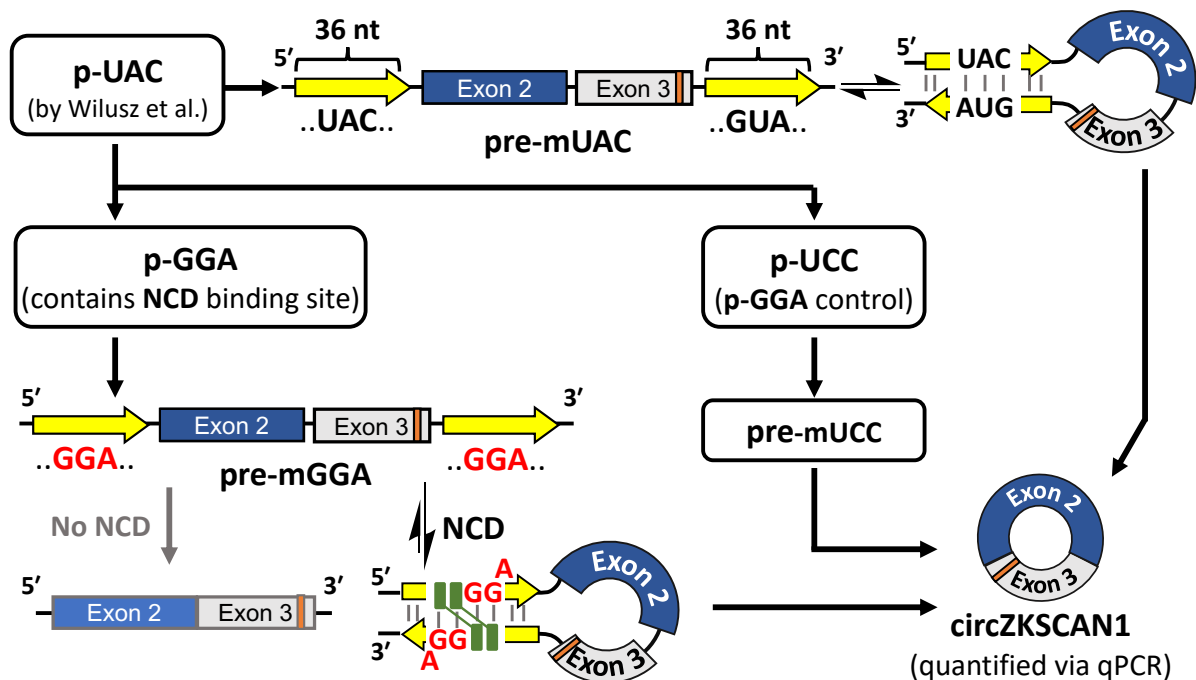 p-UAC
(by Wilusz et al.)
5′
36 nt
36 nt
3′
Exon 2
Exon 3
..UAC..
..GUA..
pre-mUAC
5′
UAC
AUG
3′
Exon 2
Exon 3
p-GGA
(contains NCD binding site)
p-UCC
(p-GGA control)
5′
3′
Exon 2
Exon 3
..GGA..
..GGA..
pre-mGGA
pre-mUCC
No NCD
NCD
5′
3′
Exon 2
Exon 3
5′
A
GG
GG
A
3′
Exon 2
Exon 3
Exon 2
Exon 3
circZKSCAN1
(quantified via qPCR)